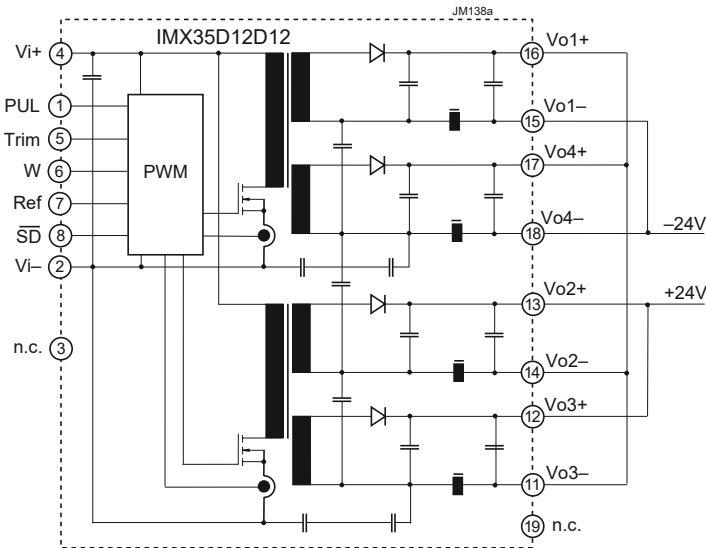 JM138a
IMX35D12D12
Vi+ 4
16 Vo1+
PUL 1
15 Vo1–
Trim 5
17 Vo4+
W 6
PWM
Ref 7
SD 8
18 Vo4–
–24V
Vi– 2
13 Vo2+
+24V
n.c. 3
14 Vo2–
12 Vo3+
11 Vo3–
19 n.c.